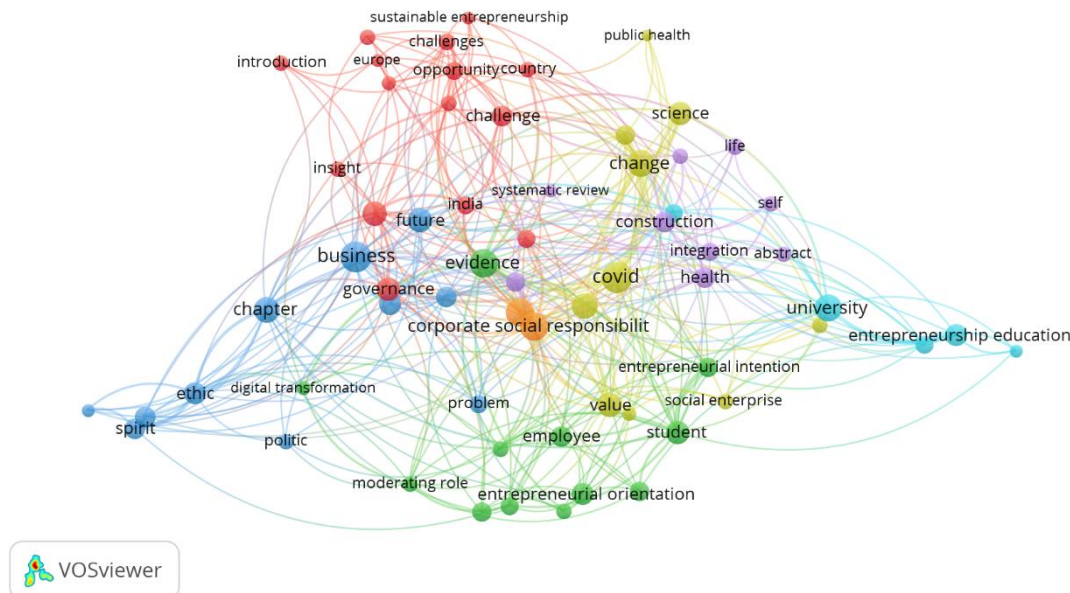 sustainable entrepreneurship
public health
challenges
introduction
europe
opportunity
country
challenge
science
life
change
insight
systematic review
india
self
future
construction
business
evidence
integration
abstract
covid
health
governance
chapter
university
corporate social responsibilit
entrepreneurship education
entrepreneurial intention
digital transformation
ethic
problem
value
social enterprise
spirit
politic
employee
student
moderating role
entrepreneurial orientation
VOSviewer